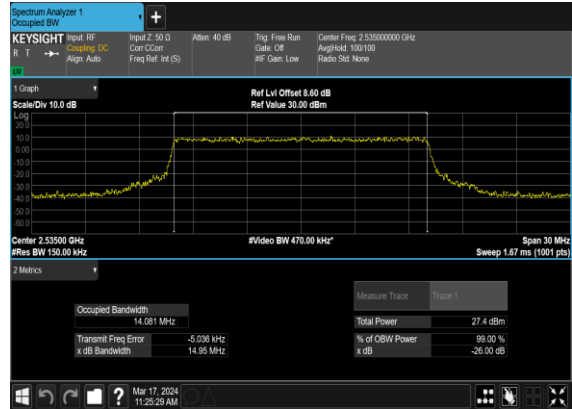 Spectrum Analyzer 1
Occupied BW
+
KEYSIGHT Input: RF Input Z: 50 Ω Atten: 40 dB Trig: Free Run Center Freq: 2.535000000 GHz
R T Coupling: DC Corr CCorr Gate: Off Avg|Hold: 100/100
Align: Auto Freq Ref: Int (S) #IF Gain: Low Radio Std: None
LW
1 Graph Ref Lvl Offset 8.60 dB
Scale/Div 10.0 dB Ref Value 30.00 dBm
Log
20.0
10.0
0.00
-10.0
-20.0
-30.0
-40.0
-50.0
-60.0
Center 2.53500 GHz #Video BW 470.00 kHz* Span 30 MHz
#Res BW 150.00 kHz Sweep 1.67 ms (1001 pts)
2 Metrics
Measure Trace Trace 1
Occupied Bandwidth
14.081 MHz Total Power 27.4 dBm
Transmit Freq Error -5.036 kHz % of OBW Power 99.00 %
x dB Bandwidth 14.95 MHz x dB -26.00 dB
? Mar 17, 2024
11:25:29 AM